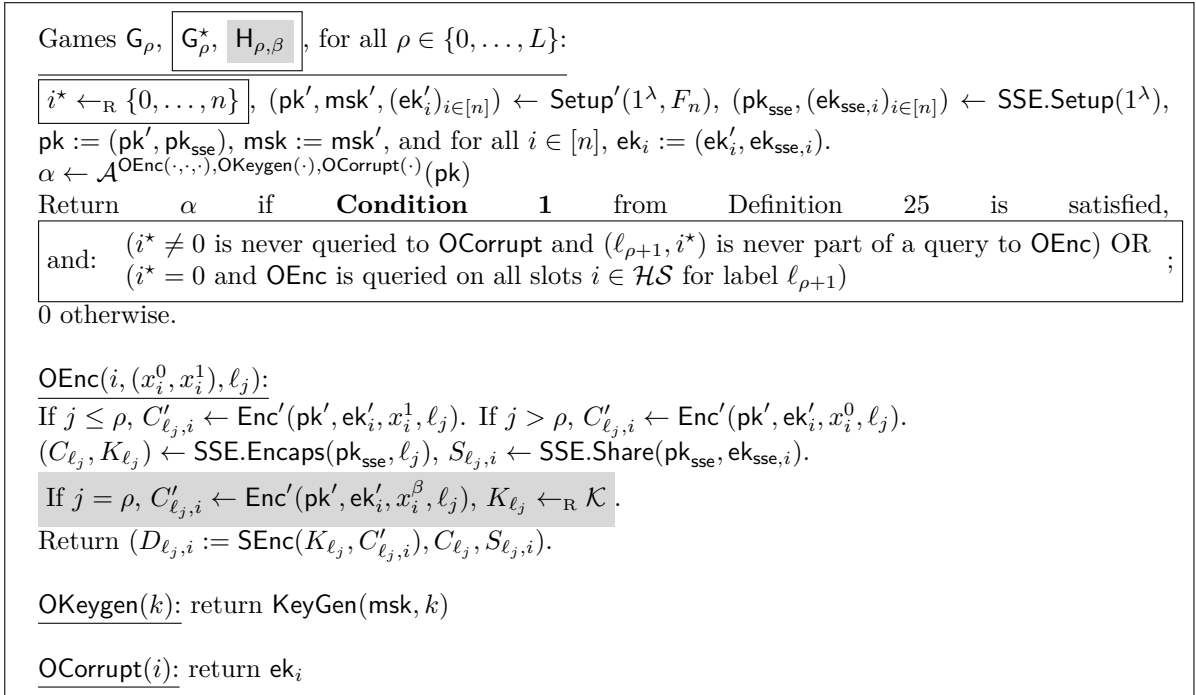 Games G_ρ, G^⋆_ρ, H_{ρ,β}, for all ρ ∈ {0, . . . , L}:
i^⋆ ←_R {0, . . . , n}, (pk′, msk′, (ek′_i)_{i∈[n]}) ← Setup′(1^λ, F_n), (pk_sse, (ek_{sse,i})_{i∈[n]}) ← SSE.Setup(1^λ),
pk := (pk′, pk_sse), msk := msk′, and for all i ∈ [n], ek_i := (ek′_i, ek_{sse,i}).
α ← 𝒜^{OEnc(·,·,·),OKeygen(·),OCorrupt(·)}(pk)
Return α if Condition 1 from Definition 25 is satisfied,
and: (i^⋆ ≠ 0 is never queried to OCorrupt and (ℓ_{ρ+1}, i^⋆) is never part of a query to OEnc) OR
(i^⋆ = 0 and OEnc is queried on all slots i ∈ ℋ𝒮 for label ℓ_{ρ+1}) ;
0 otherwise.
OEnc(i, (x^0_i, x^1_i), ℓ_j):
If j ≤ ρ, C′_{ℓ_j,i} ← Enc′(pk′, ek′_i, x^1_i, ℓ_j). If j > ρ, C′_{ℓ_j,i} ← Enc′(pk′, ek′_i, x^0_i, ℓ_j).
(C_{ℓ_j}, K_{ℓ_j}) ← SSE.Encaps(pk_sse, ℓ_j), S_{ℓ_j,i} ← SSE.Share(pk_sse, ek_{sse,i}).
If j = ρ, C′_{ℓ_j,i} ← Enc′(pk′, ek′_i, x^β_i, ℓ_j), K_{ℓ_j} ←_R 𝒦 .
Return (D_{ℓ_j,i} := SEnc(K_{ℓ_j}, C′_{ℓ_j,i}), C_{ℓ_j}, S_{ℓ_j,i}).
OKeygen(k): return KeyGen(msk, k)
OCorrupt(i): return ek_i